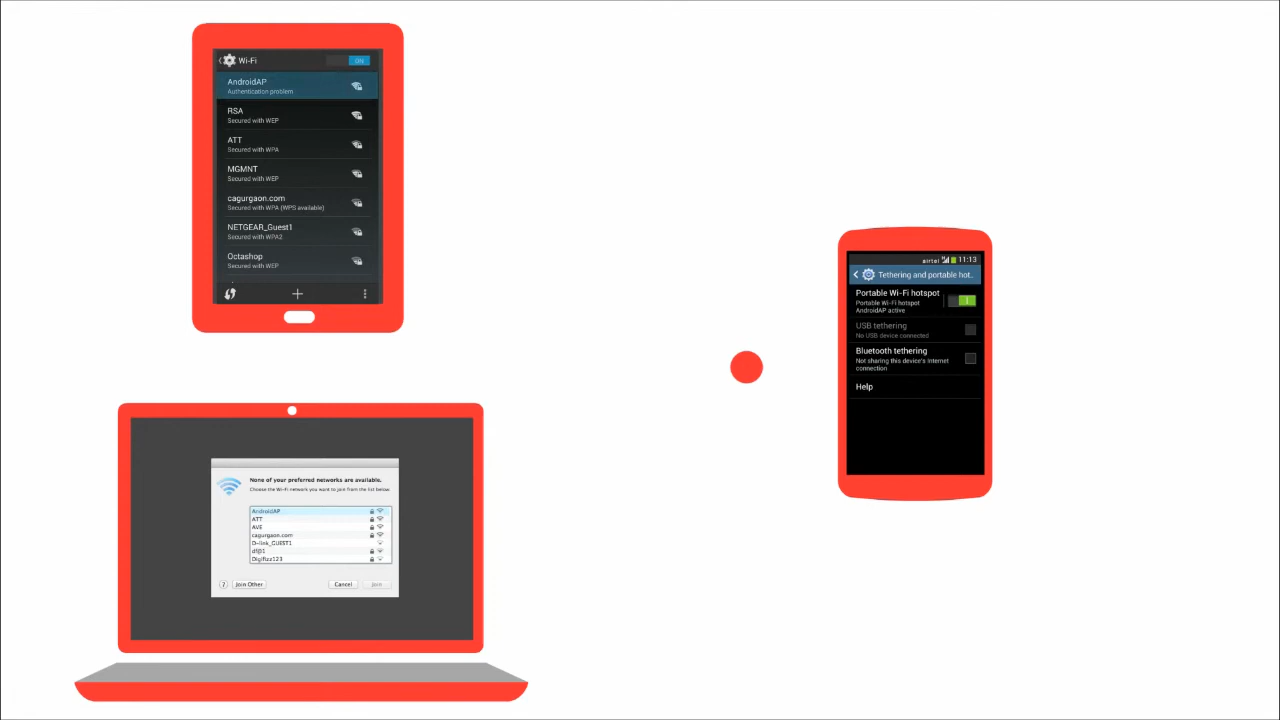 Wi-Fi
ON
AndroidAP
Authentication problem
RSA
Secured with WEP
ATT
Secured with WPA
MGMNT
Secured with WEP
cagurgaon.com
Secured with WPA (WPS available)
NETGEAR_Guest1
Secured with WPA2
Octashop
Secured with WEP
airtel 11:13
Tethering and portable hot..
Portable Wi-Fi hotspot
Portable Wi-Fi hotspot
AndroidAP active
USB tethering
No USB device connected
Bluetooth tethering
Not sharing this device's Internet
connection
Help
None of your preferred networks are available.
Choose the Wi-Fi network you want to join from the list below.
AndroidAP
ATT
AVE
cagurgaon.com
D-link_GUEST1
Digifizz123
? Join Other Cancel Join